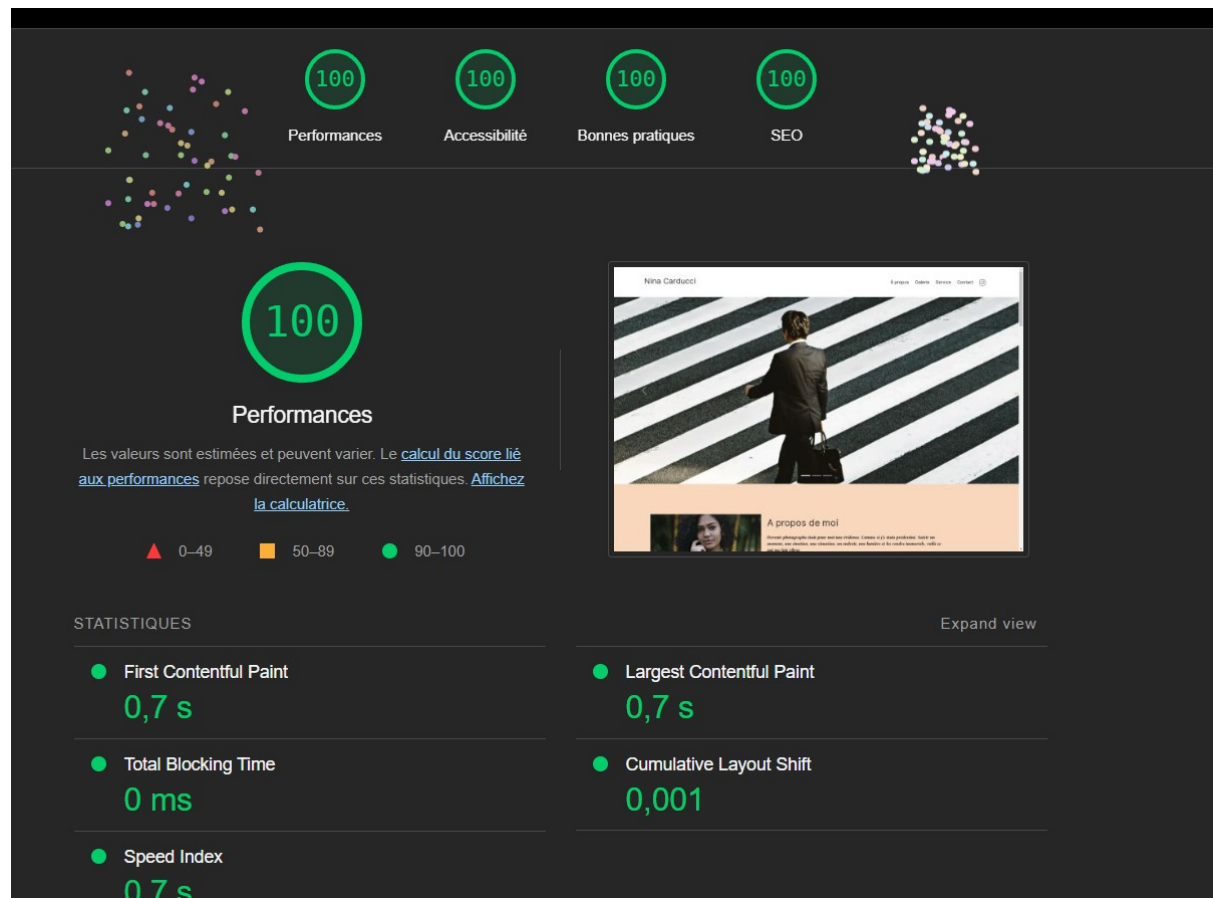 100 100 100 100
Performances Accessibilité Bonnes pratiques SEO
100
Performances
Les valeurs sont estimées et peuvent varier. Le calcul du score lié
aux performances repose directement sur ces statistiques. Affichez
la calculatrice.
0–49 50–89 90–100
Nina Carducci
À propos Galerie Service Contact
A propos de moi
STATISTIQUES
Expand view
First Contentful Paint
0,7 s
Largest Contentful Paint
0,7 s
Total Blocking Time
0 ms
Cumulative Layout Shift
0,001
Speed Index
0,7 s